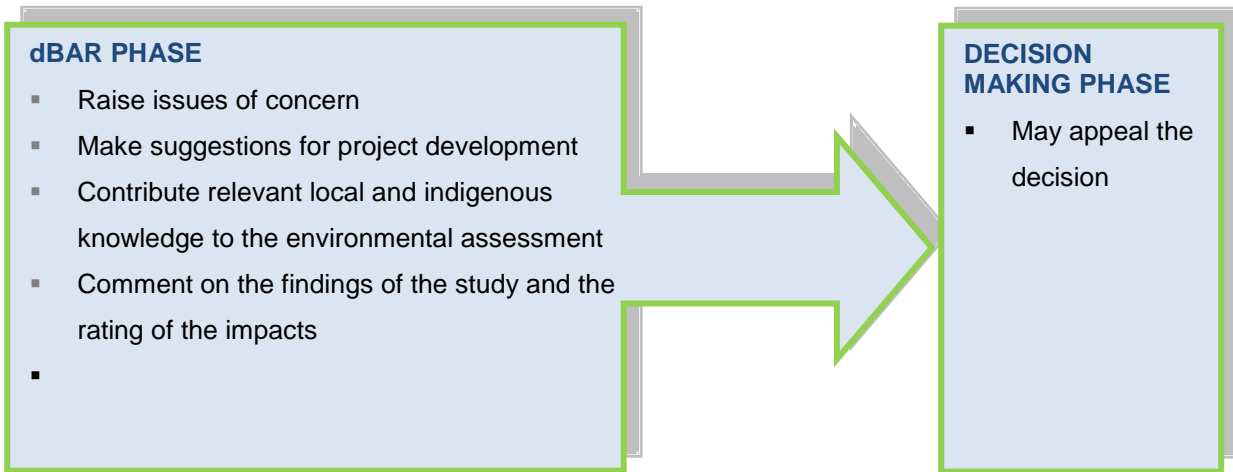 dBAR PHASE
▪ Raise issues of concern
▪ Make suggestions for project development
▪ Contribute relevant local and indigenous
knowledge to the environmental assessment
▪ Comment on the findings of the study and the
rating of the impacts
▪
DECISION
MAKING PHASE
▪ May appeal the
decision